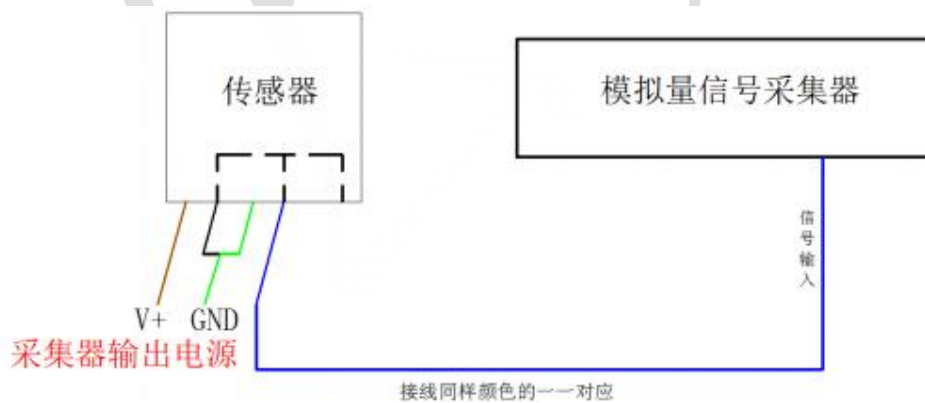 传感器
模拟量信号采集器
信号输入
V+ GND
采集器输出电源
接线同样颜色的一一对应